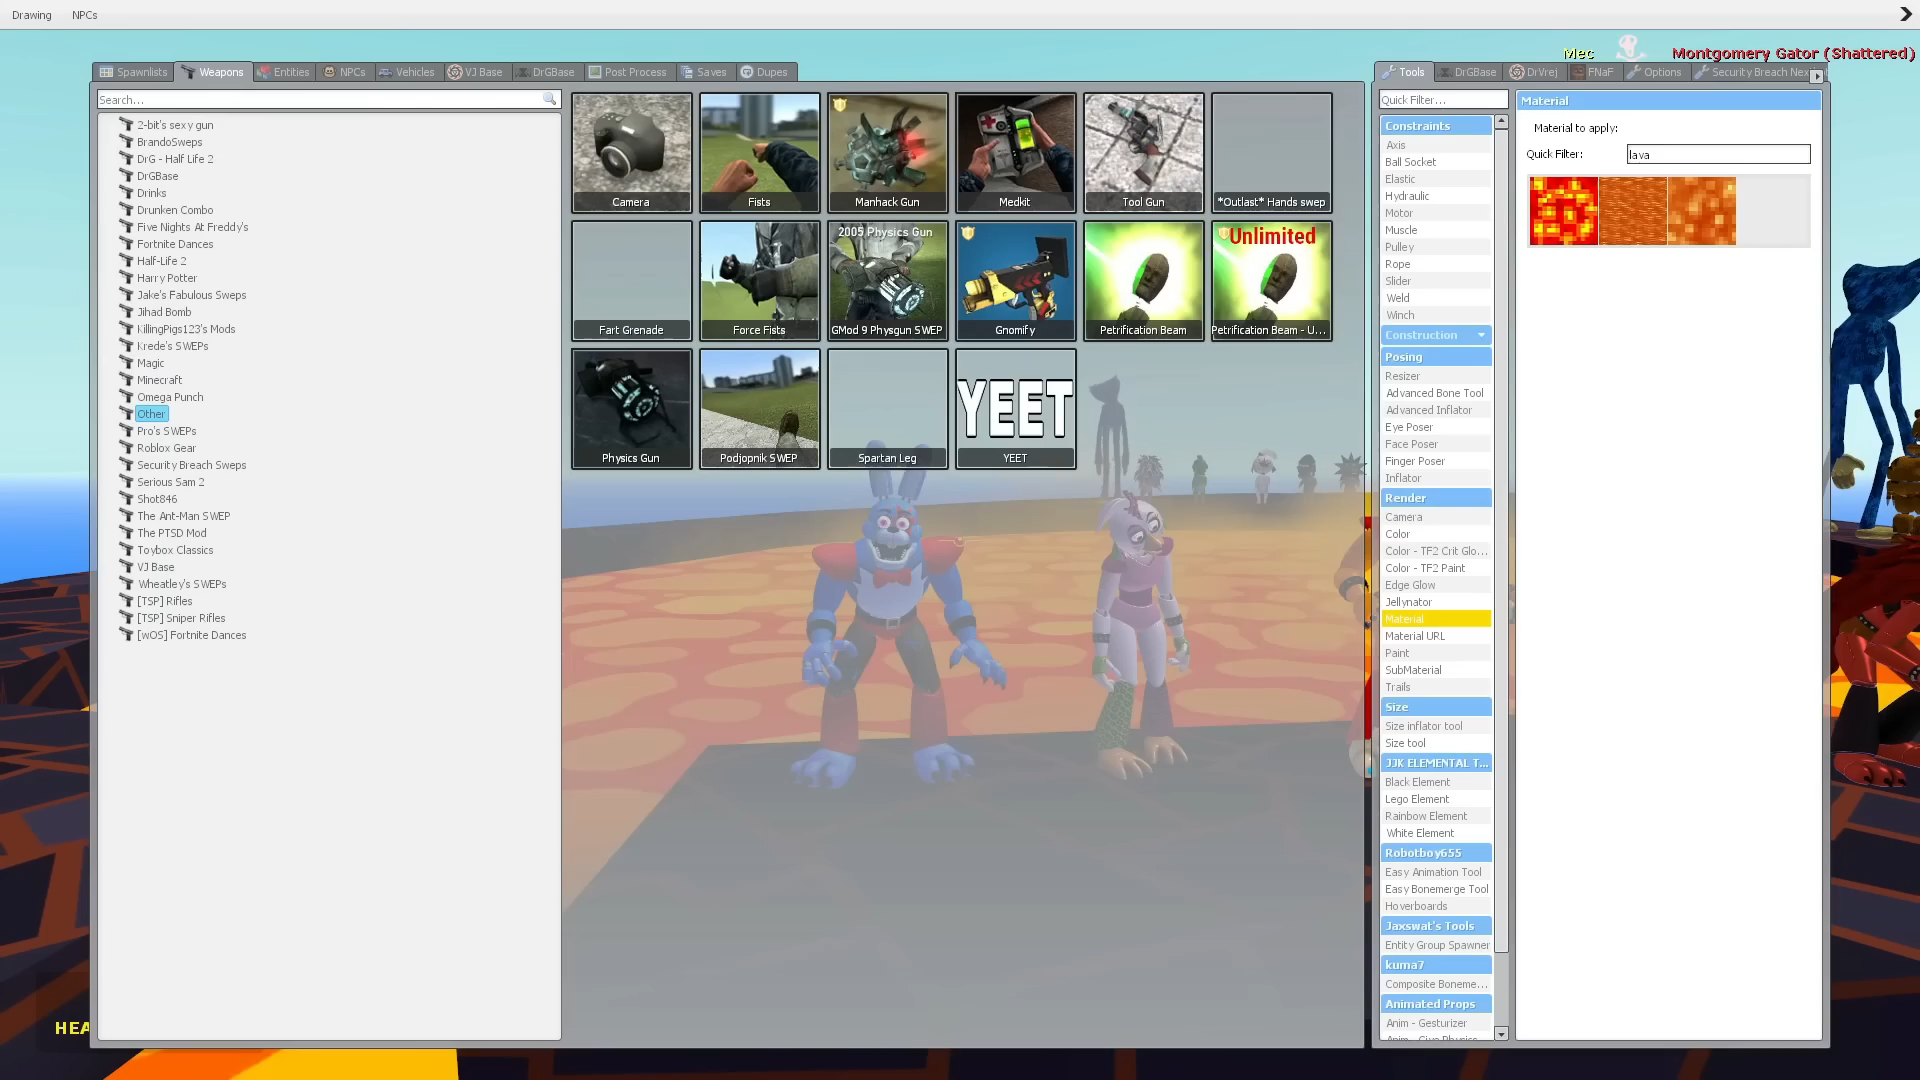 Drawing NPCs
Mec Montgomery Gator (Shattered)
Spawnlists Weapons Entities NPCs Vehicles VJ Base DrGBase Post Process Saves Dupes
Search...
2-bit's sexy gun
BrandoSweps
DrG - Half Life 2
DrGBase
Drinks
Drunken Combo
Five Nights At Freddy's
Fortnite Dances
Half-Life 2
Harry Potter
Jake's Fabulous Sweps
Jihad Bomb
KillingPigs123's Mods
Krede's SWEPs
Magic
Minecraft
Omega Punch
Other
Pro's SWEPs
Roblox Gear
Security Breach Sweps
Serious Sam 2
Shot846
The Ant-Man SWEP
The PTSD Mod
Toybox Classics
VJ Base
Wheatley's SWEPs
[TSP] Rifles
[TSP] Sniper Rifles
[wOS] Fortnite Dances
HEA
Camera Fists Manhack Gun Medkit Tool Gun *Outlast* Hands swep
2005 Physics Gun Unlimited
Fart Grenade Force Fists GMod 9 Physgun SWEP Gnomify Petrification Beam Petrification Beam - U...
YEET
Physics Gun Podjopnik SWEP Spartan Leg YEET
Tools DrGBase DrVrej FNaF Options Security Breach Nex
Quick Filter...
Constraints
Axis
Ball Socket
Elastic
Hydraulic
Motor
Muscle
Pulley
Rope
Slider
Weld
Winch
Construction
Posing
Resizer
Advanced Bone Tool
Advanced Inflator
Eye Poser
Face Poser
Finger Poser
Inflator
Render
Camera
Color
Color - TF2 Crit Glo...
Color - TF2 Paint
Edge Glow
Jellynator
Material
Material URL
Paint
SubMaterial
Trails
Size
Size inflator tool
Size tool
JJK ELEMENTAL T...
Black Element
Lego Element
Rainbow Element
White Element
Robotboy655
Easy Animation Tool
Easy Bonemerge Tool
Hoverboards
Jaxswat's Tools
Entity Group Spawner
kuma7
Composite Boneme...
Animated Props
Anim - Gesturizer
Anim - Give Physics
Material
Material to apply:
Quick Filter: lava